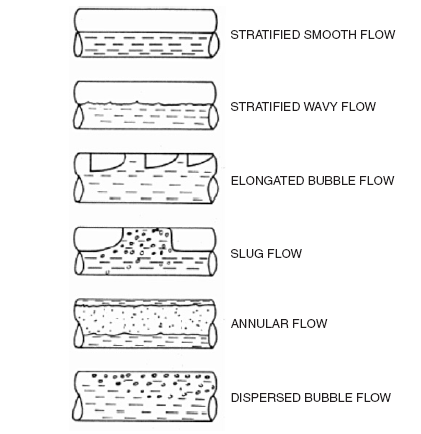 STRATIFIED SMOOTH FLOW
STRATIFIED WAVY FLOW
ELONGATED BUBBLE FLOW
SLUG FLOW
ANNULAR FLOW
DISPERSED BUBBLE FLOW